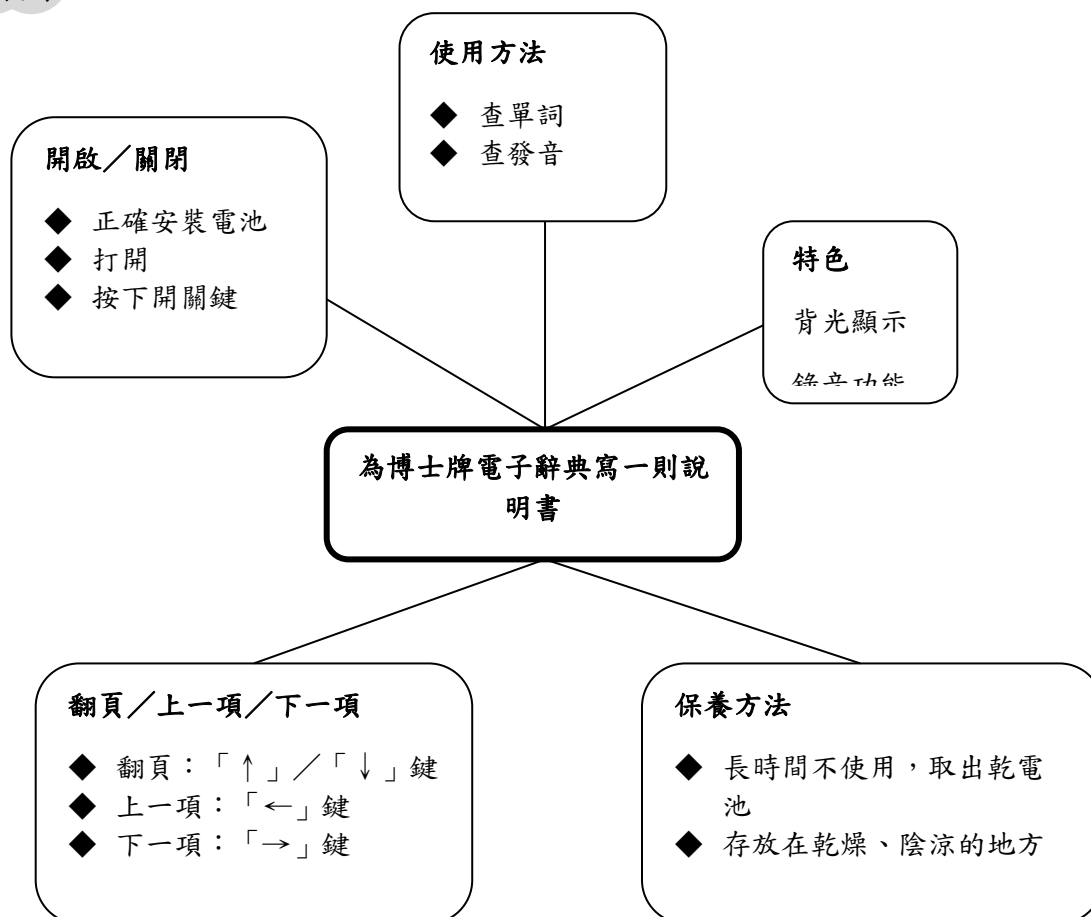 使用方法
◆ 查單詞
◆ 查發音
開啟／關閉
◆ 正確安裝電池
◆ 打開
◆ 按下開關鍵
特色
背光顯示
錄音功能
為博士牌電子辭典寫一則說
明書
翻頁／上一項／下一項
◆ 翻頁：「↑」／「↓」鍵
◆ 上一項：「←」鍵
◆ 下一項：「→」鍵
保養方法
◆ 長時間不使用，取出乾電
池
◆ 存放在乾燥、陰涼的地方